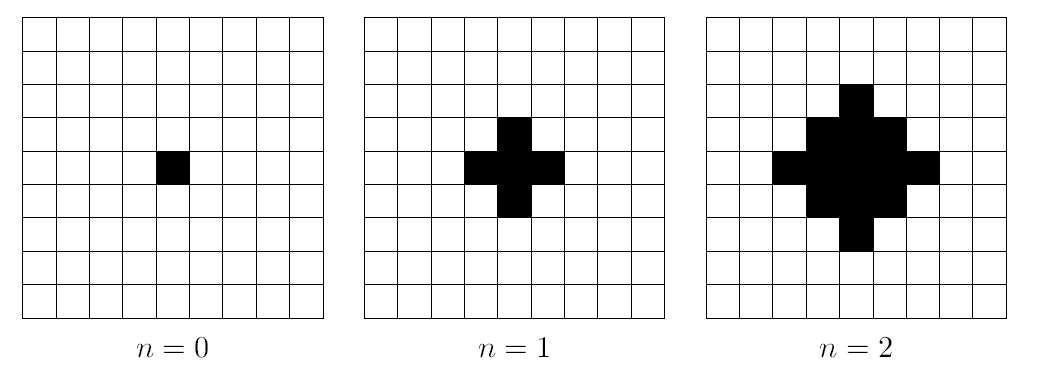 n = 0 n = 1 n = 2